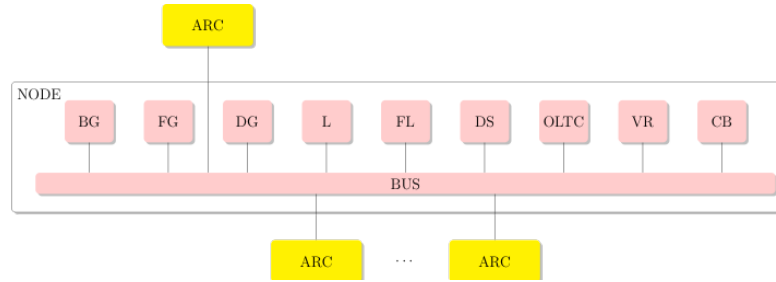 ARC
NODE
BG FG DG L FL DS OLTC VR CB
BUS
ARC ... ARC